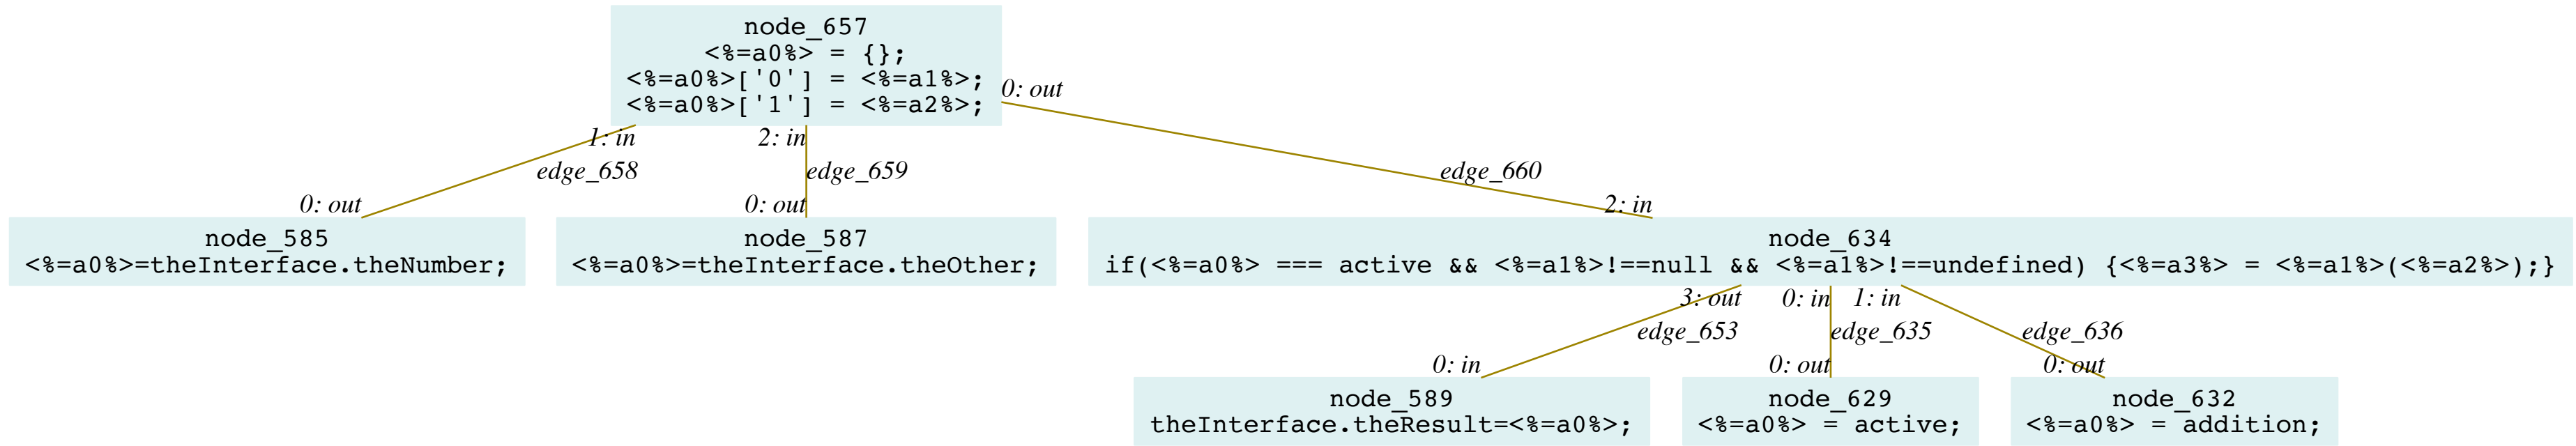 node_657
<%=a0%> = {};
<%=a0%>['0'] = <%=a1%>;
<%=a0%>['1'] = <%=a2%>;
0: out
1: in
2: in
edge_658
edge_659
edge_660
0: out
0: out
2: in
node_585
<%=a0%>=theInterface.theNumber;
node_587
<%=a0%>=theInterface.theOther;
node_634
if(<%=a0%> === active && <%=a1%>!==null && <%=a1%>!==undefined) {<%=a3%> = <%=a1%>(<%=a2%>);}
3: out
0: in
1: in
edge_653
edge_635
edge_636
0: in
0: out
0: out
node_589
theInterface.theResult=<%=a0%>;
node_629
<%=a0%> = active;
node_632
<%=a0%> = addition;